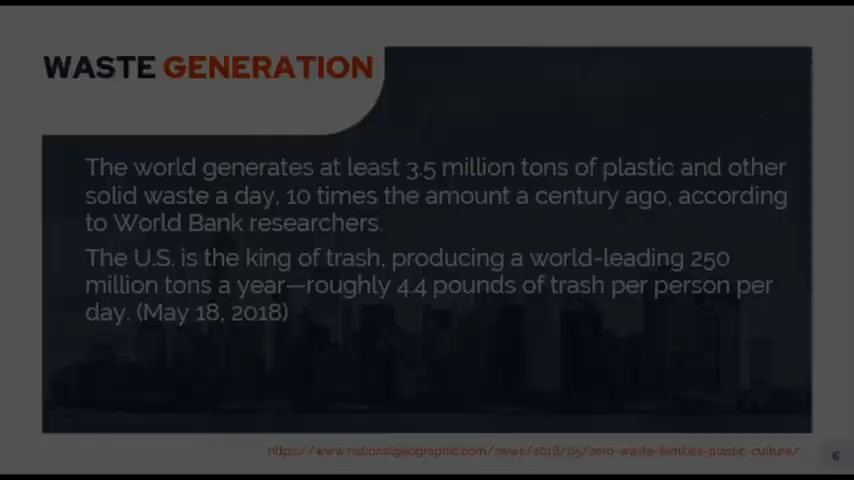 WASTE GENERATION
The world generates at least 3.5 million tons of plastic and other
solid waste a day, 10 times the amount a century ago, according
to World Bank researchers.
The U.S. is the king of trash, producing a world-leading 250
million tons a year—roughly 4.4 pounds of trash per person per
day. (May 18, 2018)
https://www.nationalgeographic.com/news/2018/05/zero-waste-families-plastic-culture/
6